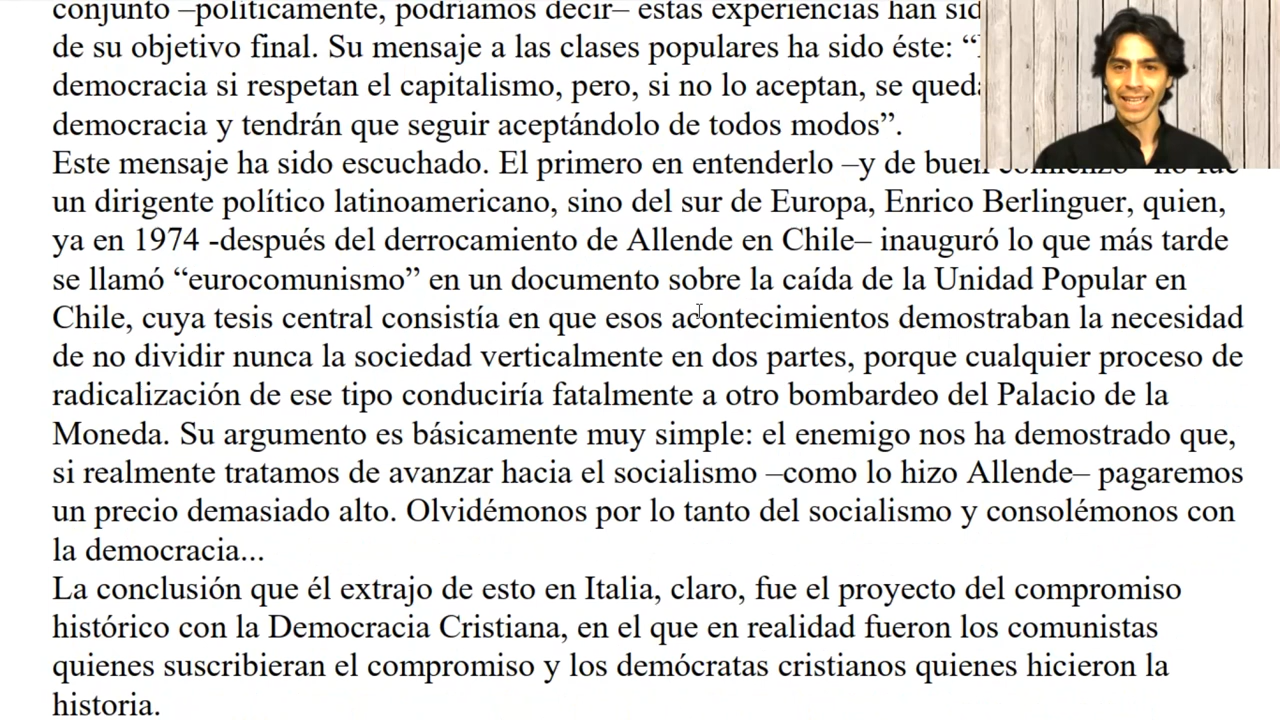 conjunto –políticamente, podríamos decir– estas experiencias han sid
de su objetivo final. Su mensaje a las clases populares ha sido éste: “
democracia si respetan el capitalismo, pero, si no lo aceptan, se queda
democracia y tendrán que seguir aceptándolo de todos modos”.
Este mensaje ha sido escuchado. El primero en entenderlo –y de buen comienzo– no fue
un dirigente político latinoamericano, sino del sur de Europa, Enrico Berlinguer, quien,
ya en 1974 -después del derrocamiento de Allende en Chile– inauguró lo que más tarde
se llamó “eurocomunismo” en un documento sobre la caída de la Unidad Popular en
Chile, cuya tesis central consistía en que esos acontecimientos demostraban la necesidad
de no dividir nunca la sociedad verticalmente en dos partes, porque cualquier proceso de
radicalización de ese tipo conduciría fatalmente a otro bombardeo del Palacio de la
Moneda. Su argumento es básicamente muy simple: el enemigo nos ha demostrado que,
si realmente tratamos de avanzar hacia el socialismo –como lo hizo Allende– pagaremos
un precio demasiado alto. Olvidémonos por lo tanto del socialismo y consolémonos con
la democracia...
La conclusión que él extrajo de esto en Italia, claro, fue el proyecto del compromiso
histórico con la Democracia Cristiana, en el que en realidad fueron los comunistas
quienes suscribieran el compromiso y los demócratas cristianos quienes hicieron la
historia.